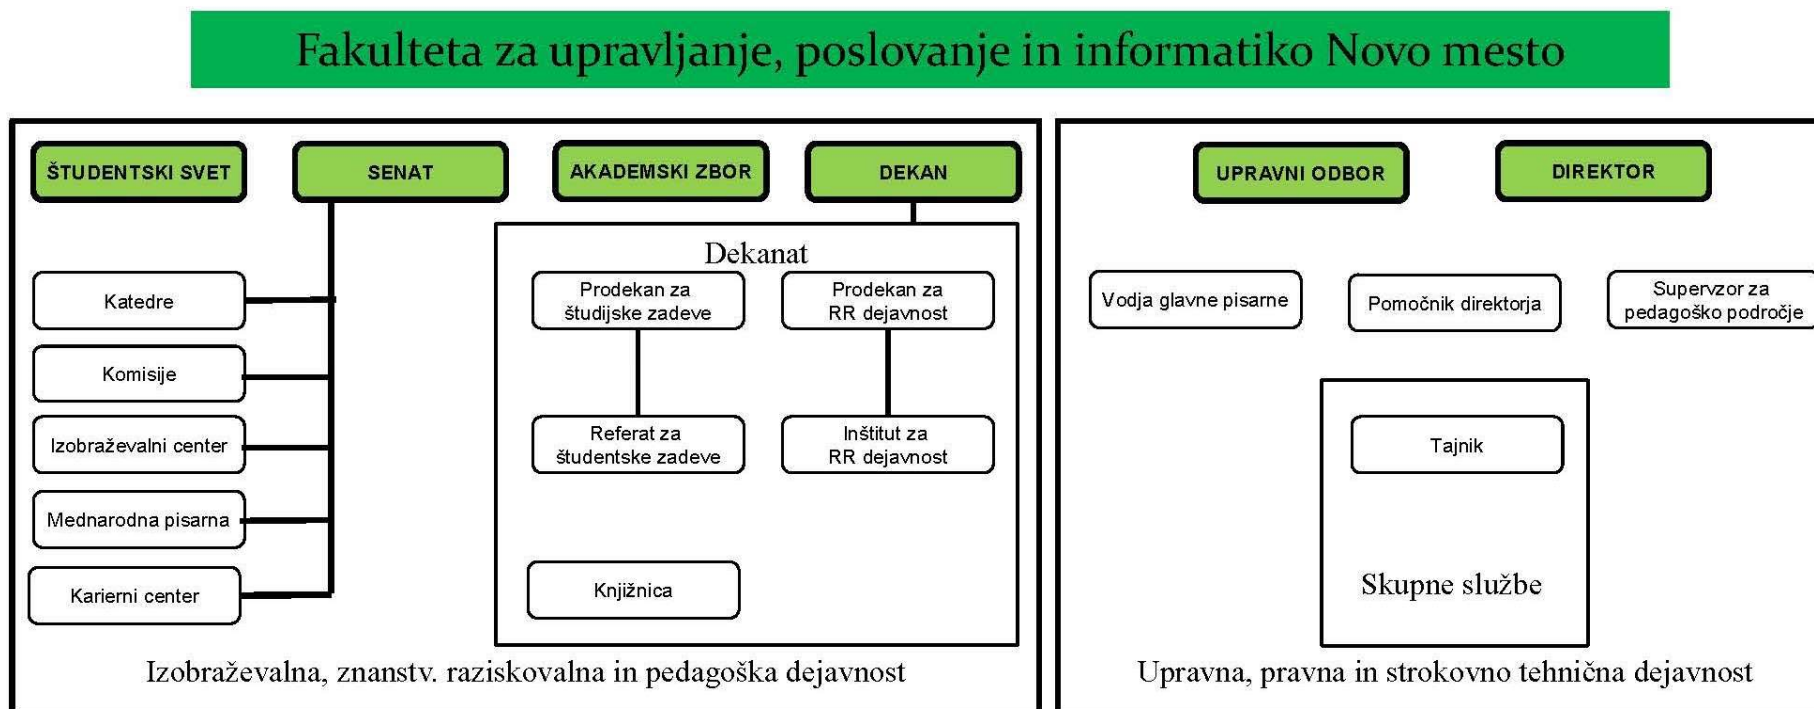 Fakulteta za upravljanje, poslovanje in informatiko Novo mesto
ŠTUDENTSKI SVET
SENAT
AKADEMSKI ZBOR
DEKAN
Katedre
Komisije
Izobraževalni center
Mednarodna pisarna
Karierni center
Dekanat
Prodekan za
študijske zadeve
Prodekan za
RR dejavnost
Referat za
študentske zadeve
Inštitut za
RR dejavnost
Knjižnica
Izobraževalna, znanstv. raziskovalna in pedagoška dejavnost
UPRAVNI ODBOR
DIREKTOR
Vodja glavne pisarne
Pomočnik direktorja
Supervzor za
pedagoško področje
Tajnik
Skupne službe
Upravna, pravna in strokovno tehnična dejavnost